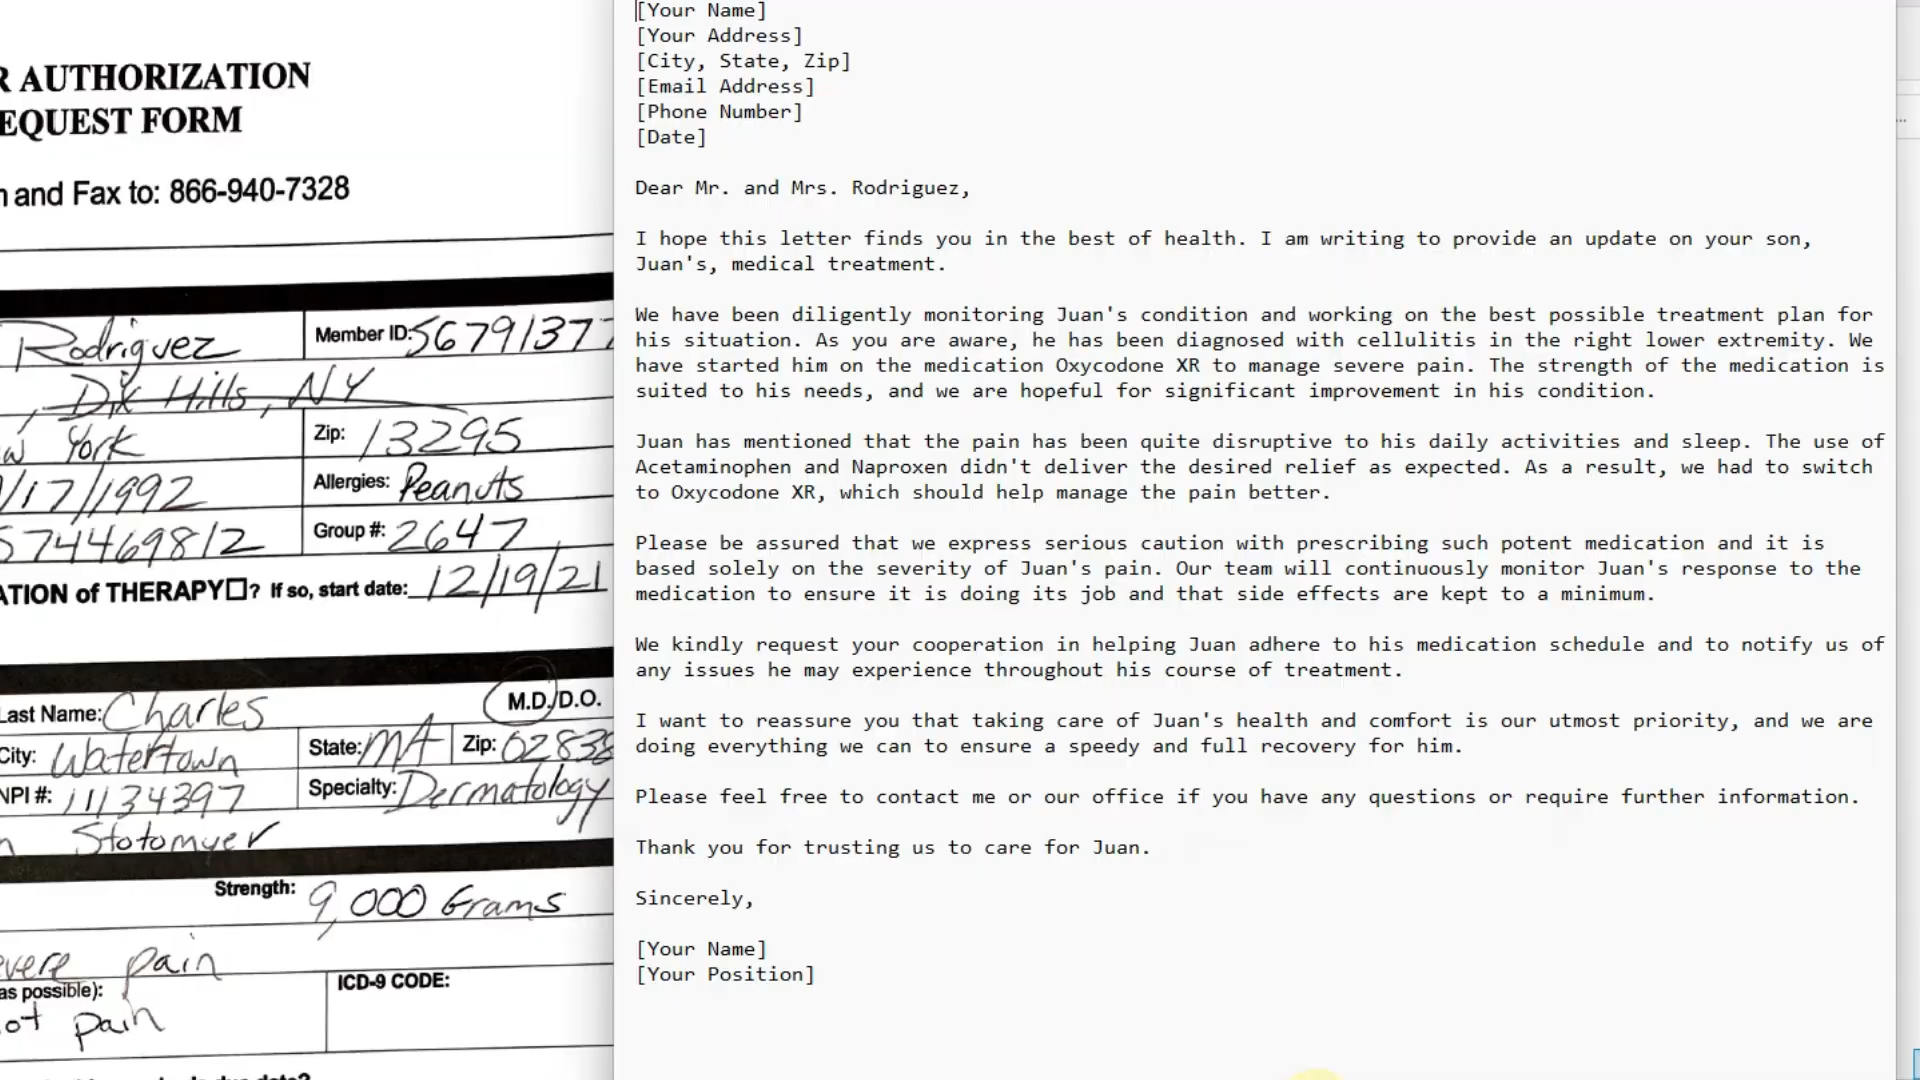 R AUTHORIZATION
EQUEST FORM
n and Fax to: 866-940-7328
Rodriguez Member ID: 56791377
, Dix Hills, NY
w York Zip: 13295
/17/1992 Allergies: Peanuts
574469812 Group #: 2647
ATION of THERAPY☐? If so, start date: 12/19/21
Last Name: Charles M.D./D.O.
City: Watertown State: MA Zip: 02838
NPI #: 11134397 Specialty: Dermatology
n Stotomyer
Strength: 9,000 Grams
evere pain
as possible): ICD-9 CODE:
ot pain
[Your Name]
[Your Address]
[City, State, Zip]
[Email Address]
[Phone Number]
[Date]
Dear Mr. and Mrs. Rodriguez,
I hope this letter finds you in the best of health. I am writing to provide an update on your son,
Juan's, medical treatment.
We have been diligently monitoring Juan's condition and working on the best possible treatment plan for
his situation. As you are aware, he has been diagnosed with cellulitis in the right lower extremity. We
have started him on the medication Oxycodone XR to manage severe pain. The strength of the medication is
suited to his needs, and we are hopeful for significant improvement in his condition.
Juan has mentioned that the pain has been quite disruptive to his daily activities and sleep. The use of
Acetaminophen and Naproxen didn't deliver the desired relief as expected. As a result, we had to switch
to Oxycodone XR, which should help manage the pain better.
Please be assured that we express serious caution with prescribing such potent medication and it is
based solely on the severity of Juan's pain. Our team will continuously monitor Juan's response to the
medication to ensure it is doing its job and that side effects are kept to a minimum.
We kindly request your cooperation in helping Juan adhere to his medication schedule and to notify us of
any issues he may experience throughout his course of treatment.
I want to reassure you that taking care of Juan's health and comfort is our utmost priority, and we are
doing everything we can to ensure a speedy and full recovery for him.
Please feel free to contact me or our office if you have any questions or require further information.
Thank you for trusting us to care for Juan.
Sincerely,
[Your Name]
[Your Position]